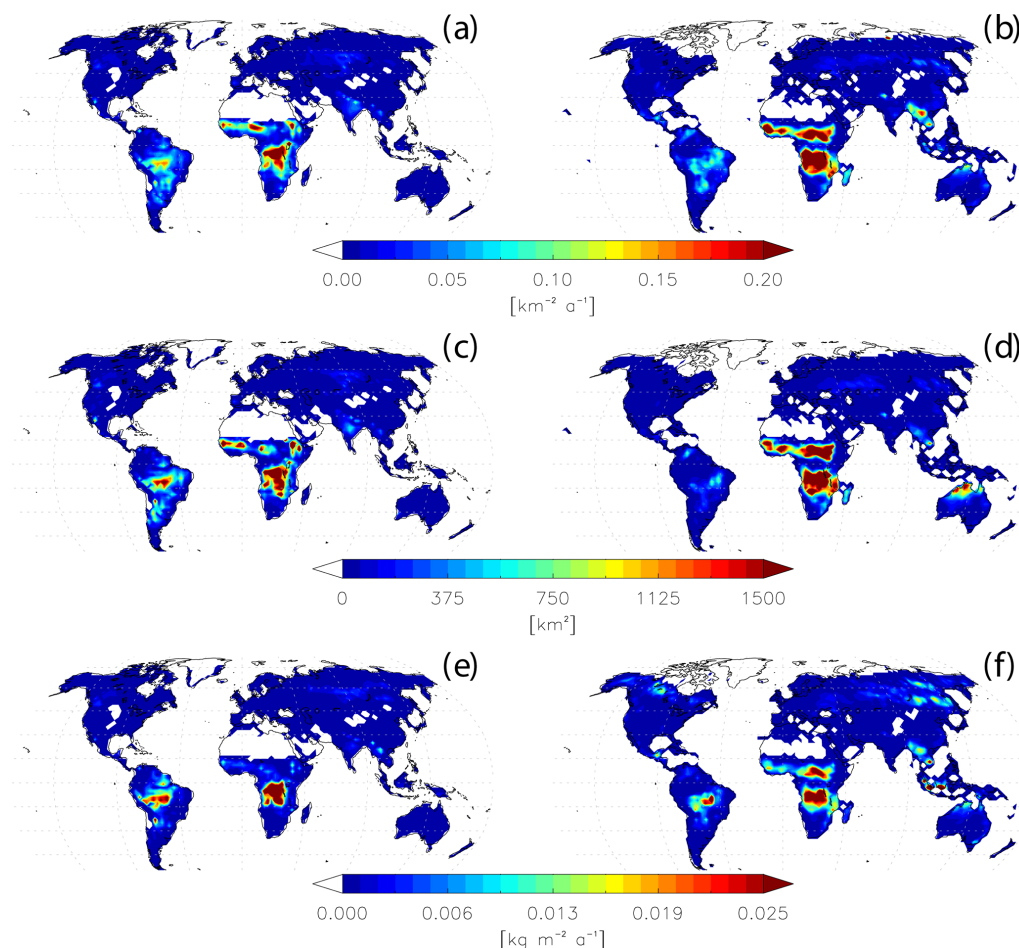 (a) (b)
0.00 0.05 0.10 0.15 0.20
[km⁻² a⁻¹]
(c) (d)
0 375 750 1125 1500
[km²]
(e) (f)
0.000 0.006 0.013 0.019 0.025
[kg m⁻² a⁻¹]